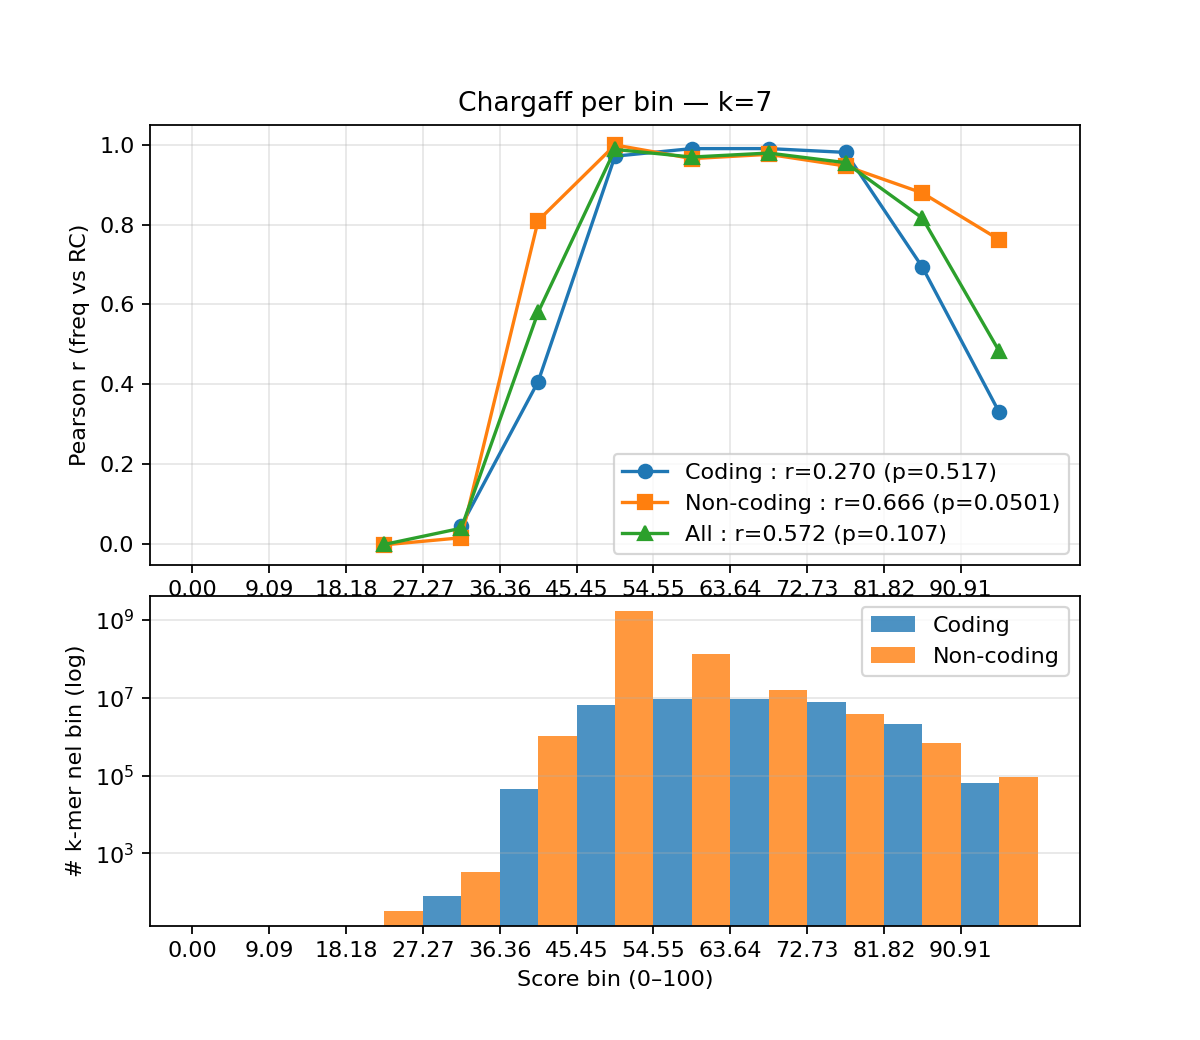 Chargaff per bin — k=7
Pearson r (freq vs RC)
1.0
0.8
0.6
0.4
0.2
0.0
Coding : r=0.270 (p=0.517)
Non-coding : r=0.666 (p=0.0501)
All : r=0.572 (p=0.107)
0.00 9.09 18.18 27.27 36.36 45.45 54.55 63.64 72.73 81.82 90.91
# k-mer nel bin (log)
10⁹
10⁷
10⁵
10³
Coding
Non-coding
0.00 9.09 18.18 27.27 36.36 45.45 54.55 63.64 72.73 81.82 90.91
Score bin (0–100)